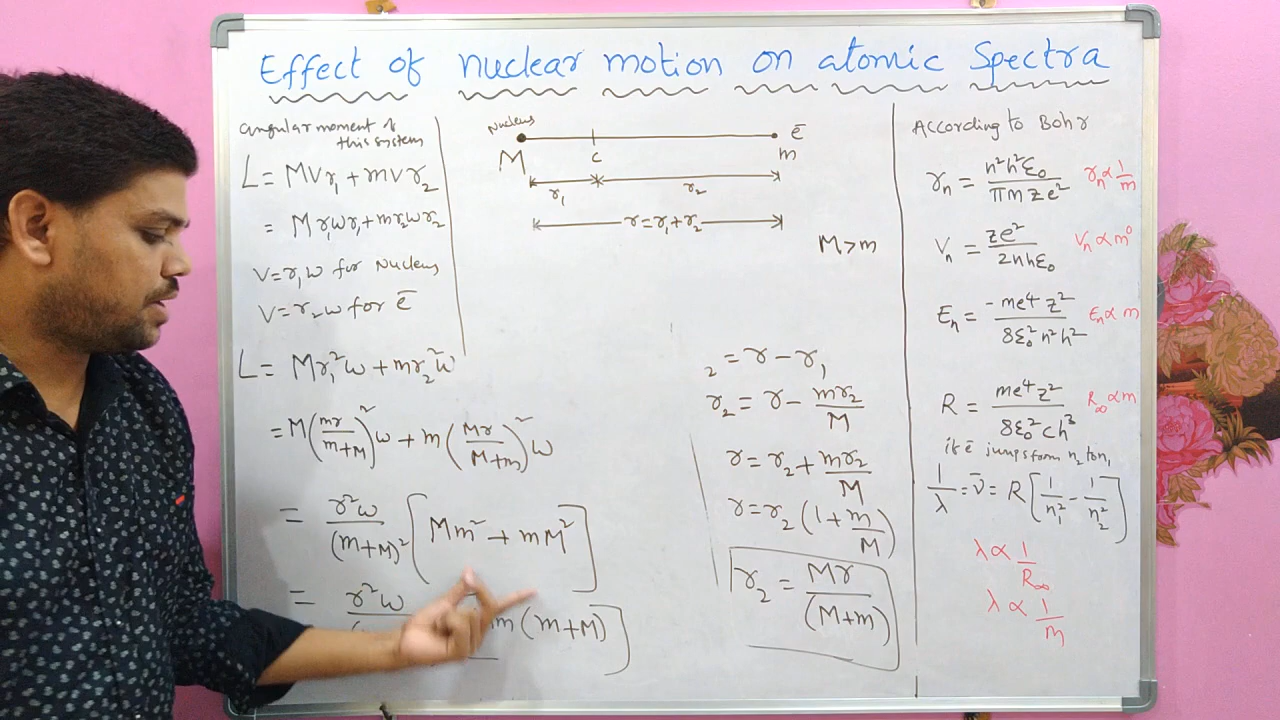 Effect of nuclear motion on atomic Spectra
angular moment of
this system
L = MVr₁ + mvr₂
= Mr₁ωr₁ + mr₂ωr₂
V = r₁ω for Nucleus
V = r₂ω for ē
L = Mr₁²ω + mr₂²ω
= M(mr/m+M)²ω + m(Mr/M+m)²ω
= r²ω/(m+M)² [Mm² + mM²]
= r²ω m(m+M)]
Nucleus
ē
M
C
m
r₁
r₂
r = r₁ + r₂
M > m
₂ = r - r₁
r₂ = r - mr₂/M
r = r₂ + mr₂/M
r = r₂(1 + m/M)
r₂ = Mr/(M+m)
According to Bohr
rₙ = n²h²ε₀/πmze² rₙ ∝ 1/m
Vₙ = ze²/2nhε₀ Vₙ ∝ m⁰
Eₙ = -me⁴z²/8ε₀²n²h² Eₙ ∝ m
R = me⁴z²/8ε₀²ch³ R∞ ∝ m
if ē jumps form n₂ to n₁
1/λ = ν̄ = R[1/n₁² - 1/n₂²]
λ ∝ 1/R∞
λ ∝ 1/m